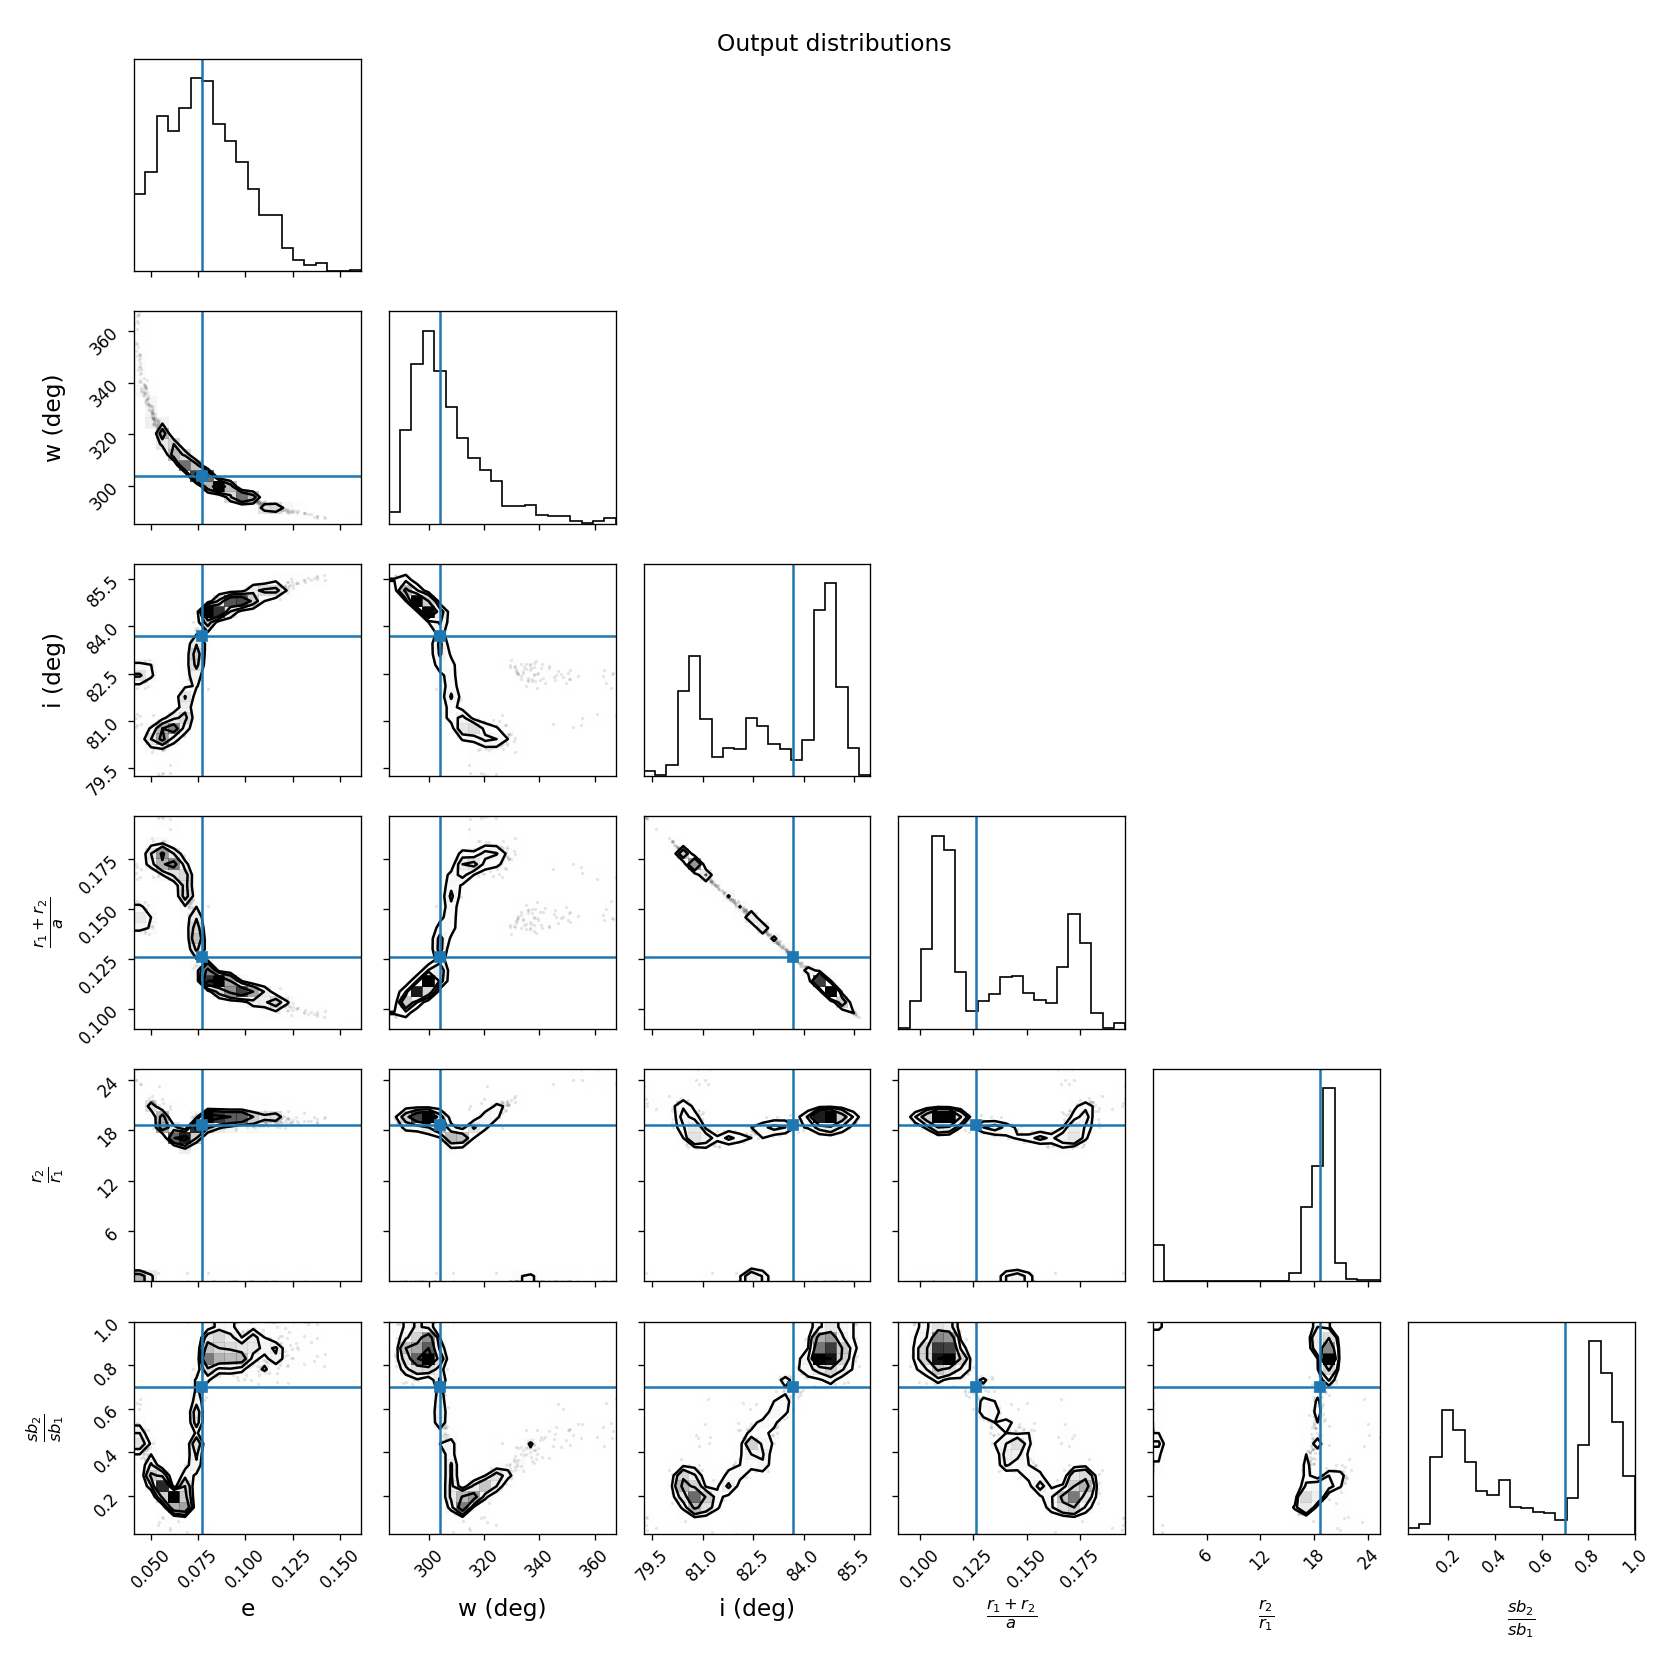 Output distributions
w (deg)
360
340
320
300
i (deg)
85.5
84.0
82.5
81.0
79.5
r₁ + r₂
a
0.175
0.150
0.125
0.100
r₂
r₁
24
18
12
6
sb₂
sb₁
1.0
0.8
0.6
0.4
0.2
0.050 0.075 0.100 0.125 0.150 300 320 340 360 79.5 81.0 82.5 84.0 85.5 0.100 0.125 0.150 0.175 6 12 18 24 0.2 0.4 0.6 0.8 1.0
e w (deg) i (deg) r₁ + r₂ r₂ sb₂
a r₁ sb₁